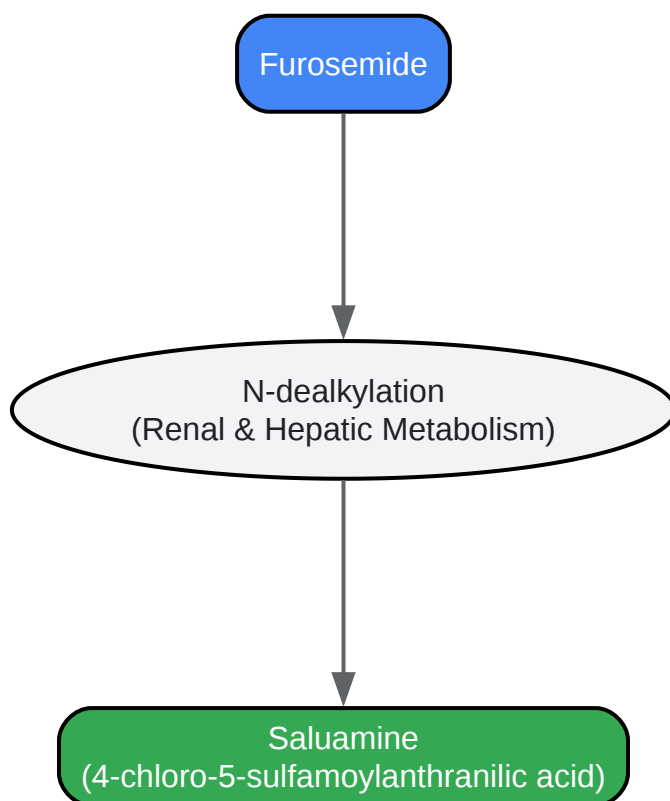 Furosemide
N-dealkylation
(Renal & Hepatic Metabolism)
Saluamine
(4-chloro-5-sulfamoylanthranilic acid)